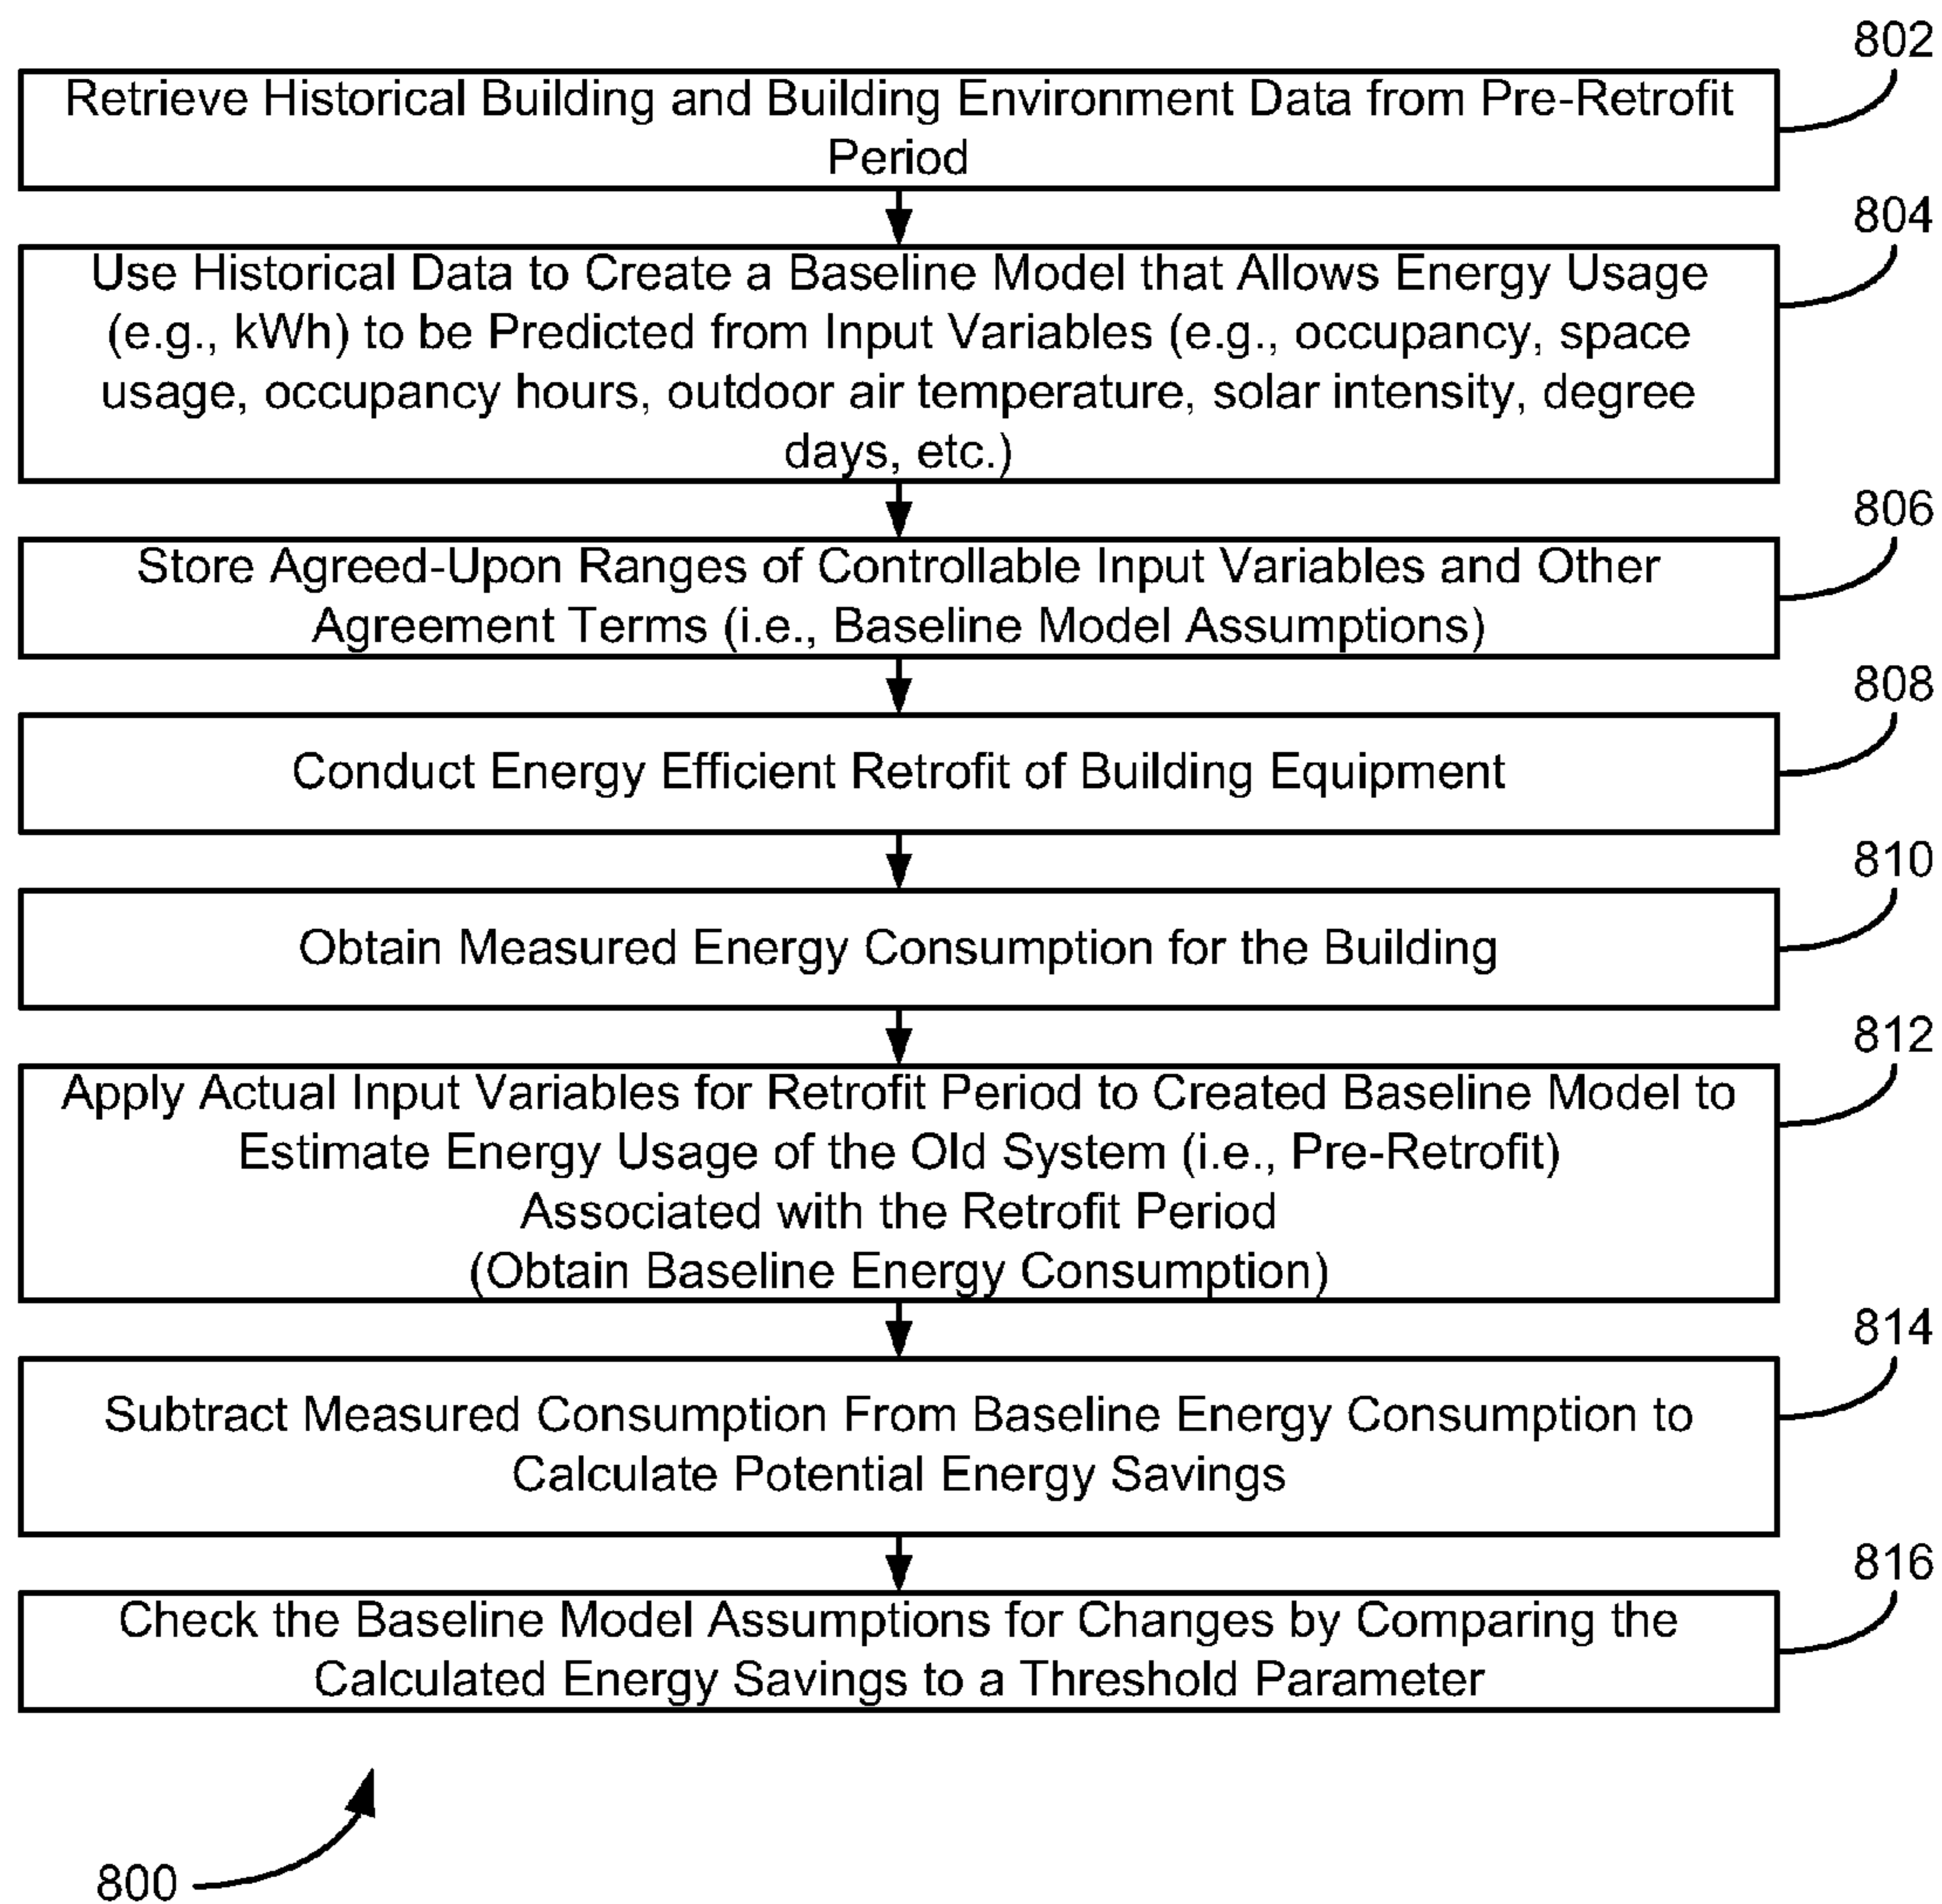 802
Retrieve Historical Building and Building Environment Data from Pre-Retrofit
Period
804
Use Historical Data to Create a Baseline Model that Allows Energy Usage
(e.g., kWh) to be Predicted from Input Variables (e.g., occupancy, space
usage, occupancy hours, outdoor air temperature, solar intensity, degree
days, etc.)
806
Store Agreed-Upon Ranges of Controllable Input Variables and Other
Agreement Terms (i.e., Baseline Model Assumptions)
808
Conduct Energy Efficient Retrofit of Building Equipment
810
Obtain Measured Energy Consumption for the Building
812
Apply Actual Input Variables for Retrofit Period to Created Baseline Model to
Estimate Energy Usage of the Old System (i.e., Pre-Retrofit)
Associated with the Retrofit Period
(Obtain Baseline Energy Consumption)
814
Subtract Measured Consumption From Baseline Energy Consumption to
Calculate Potential Energy Savings
816
Check the Baseline Model Assumptions for Changes by Comparing the
Calculated Energy Savings to a Threshold Parameter
800